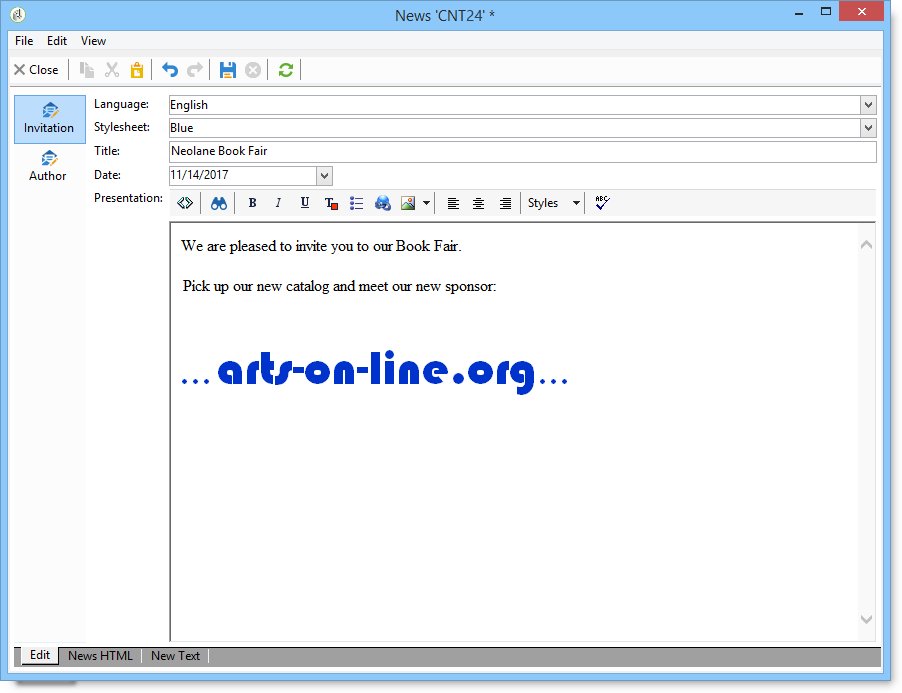 News 'CNT24' *
File Edit View
Close
Invitation
Author
Language: English
Stylesheet: Blue
Title: Neolane Book Fair
Date: 11/14/2017
Presentation: B I U T Styles ABC
We are pleased to invite you to our Book Fair.
Pick up our new catalog and meet our new sponsor:
...arts-on-line.org...
Edit News HTML New Text